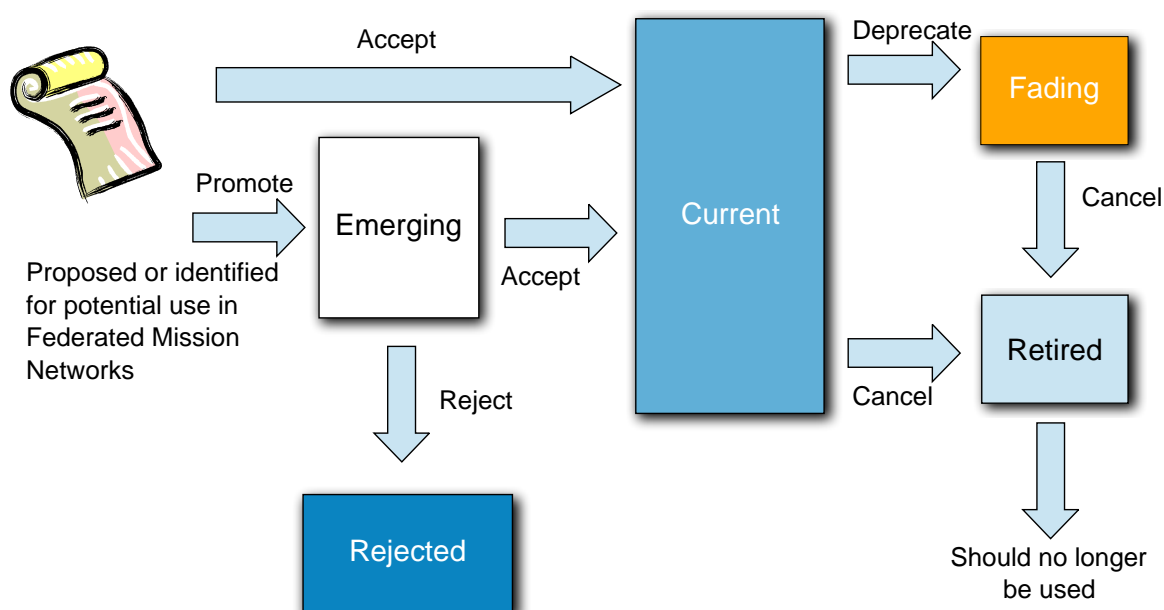 Accept
Deprecate
Fading
Promote
Emerging
Current
Cancel
Proposed or identified
for potential use in
Federated Mission
Networks
Accept
Retired
Cancel
Reject
Rejected
Should no longer
be used